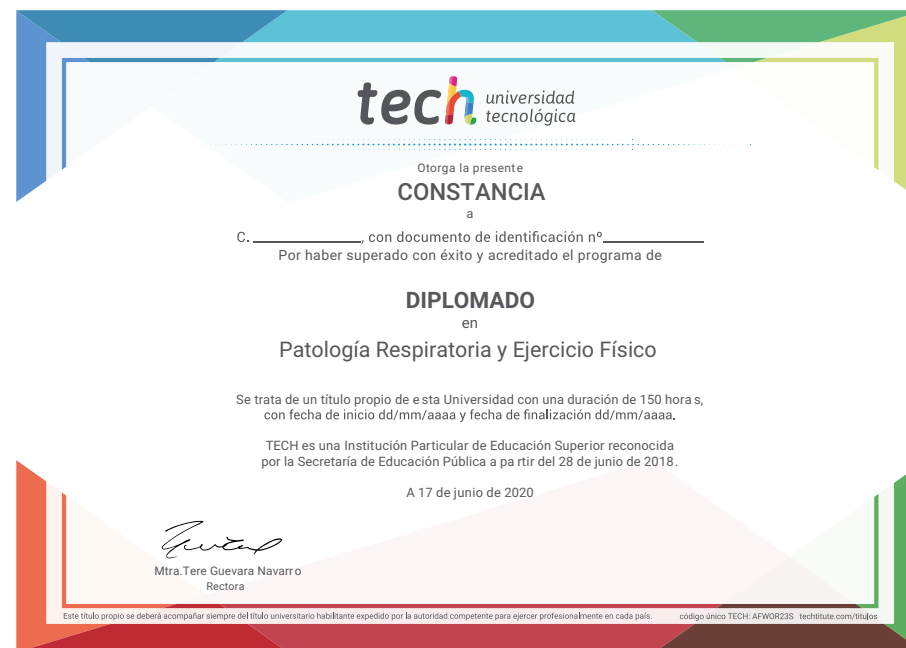 tech universidad
tecnológica
Otorga la presente
CONSTANCIA
a
C. ____________, con documento de identificación nº____________
Por haber superado con éxito y acreditado el programa de
DIPLOMADO
en
Patología Respiratoria y Ejercicio Físico
Se trata de un título propio de esta Universidad con una duración de 150 horas,
con fecha de inicio dd/mm/aaaa y fecha de finalización dd/mm/aaaa.
TECH es una Institución Particular de Educación Superior reconocida
por la Secretaría de Educación Pública a partir del 28 de junio de 2018.
A 17 de junio de 2020
Mtra.Tere Guevara Navarro
Rectora
Este título propio se deberá acompañar siempre del título universitario habilitante expedido por la autoridad competente para ejercer profesionalmente en cada país. código único TECH: AFWOR23S techtitute.com/titulos